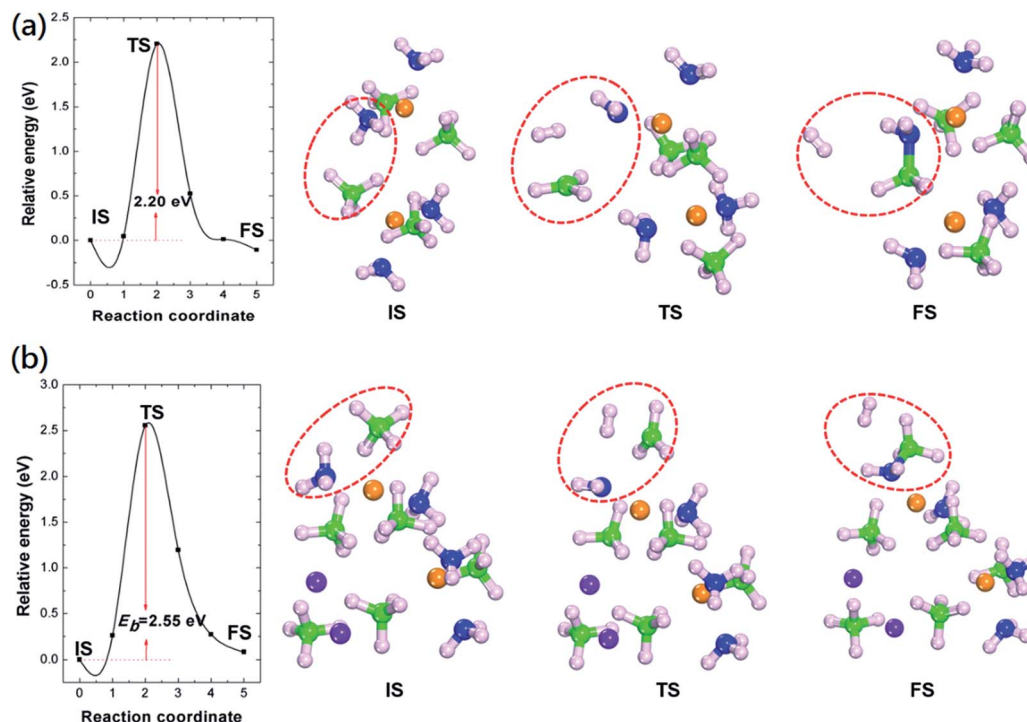 (a)
Relative energy (eV)
2.5
2.0
1.5
1.0
0.5
0.0
-0.5
TS
IS
2.20 eV
FS
0 1 2 3 4 5
Reaction coordinate
IS TS FS
(b)
Relative energy (eV)
3.0
2.5
2.0
1.5
1.0
0.5
0.0
TS
E_b=2.55 eV
IS
FS
0 1 2 3 4 5
Reaction coordinate
IS TS FS